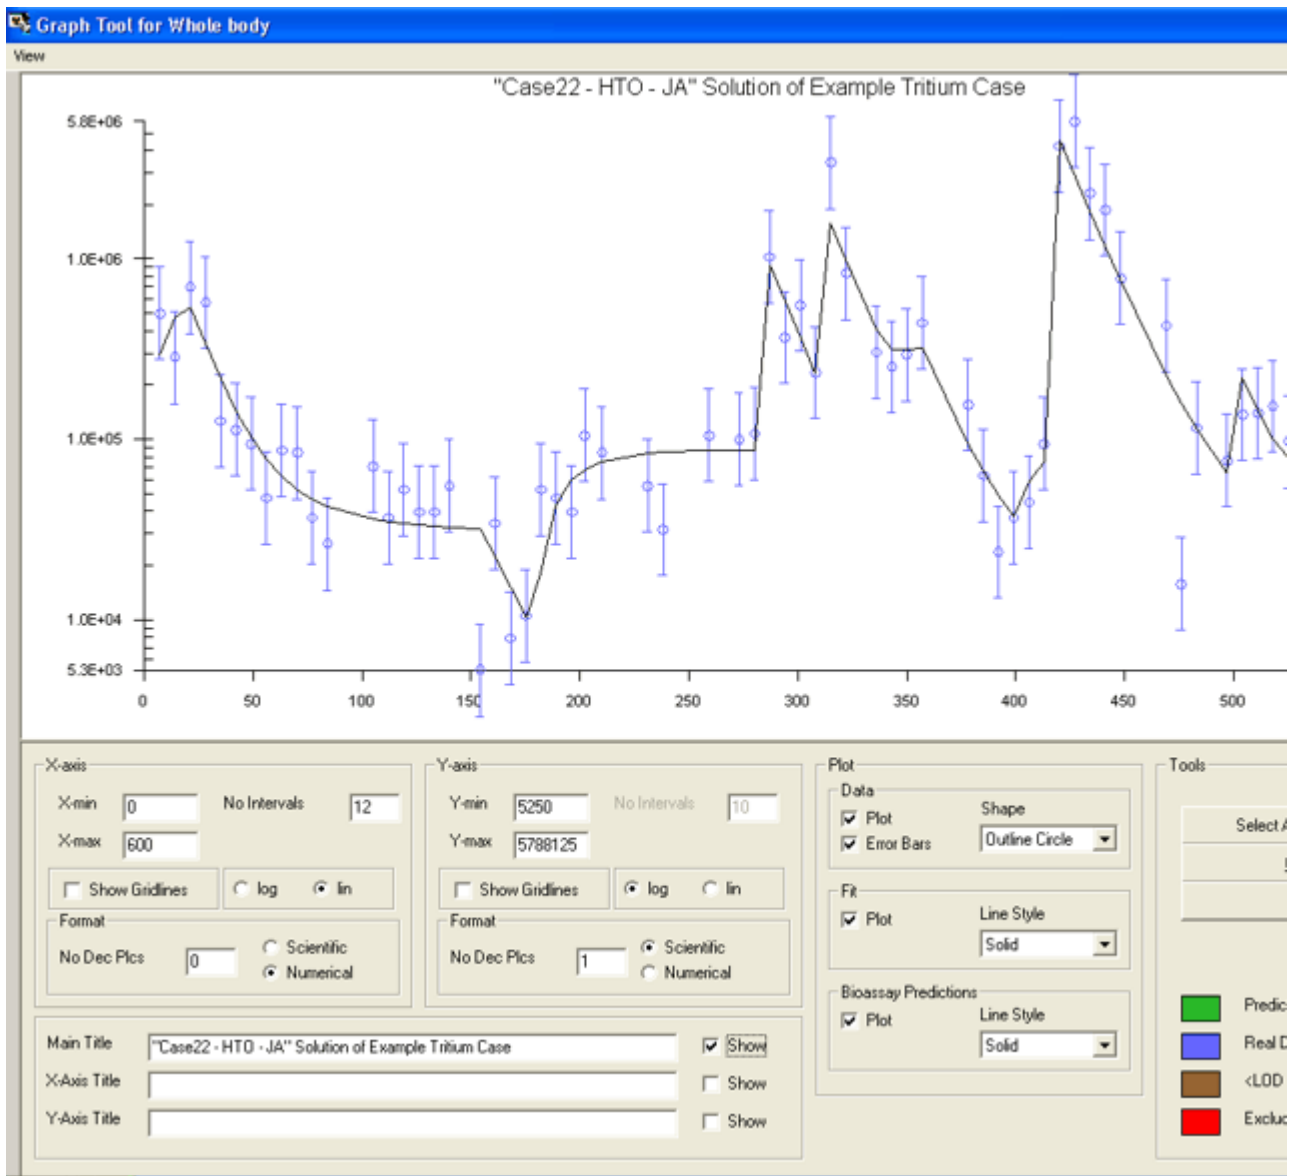 Graph Tool for Whole body
View
"Case22 - HTO - JA" Solution of Example Tritium Case
5.8E+06
1.0E+06
1.0E+05
1.0E+04
5.3E+03
0 50 100 150 200 250 300 350 400 450 500
X-axis
X-min 0 No Intervals 12
X-max 600
Show Gridlines log lin
Format
No Dec Plcs 0 Scientific
Numerical
Y-axis
Y-min 5250 No Intervals 10
Y-max 5788125
Show Gridlines log lin
Format
No Dec Plcs 1 Scientific
Numerical
Plot
Data
Plot Shape
Error Bars Outline Circle
Fit
Plot Line Style
Solid
Bioassay Predictions
Plot Line Style
Solid
Tools
Select A
Predic
Real D
<LOD
Exclud
Main Title "Case22 - HTO - JA" Solution of Example Tritium Case Show
X-Axis Title Show
Y-Axis Title Show